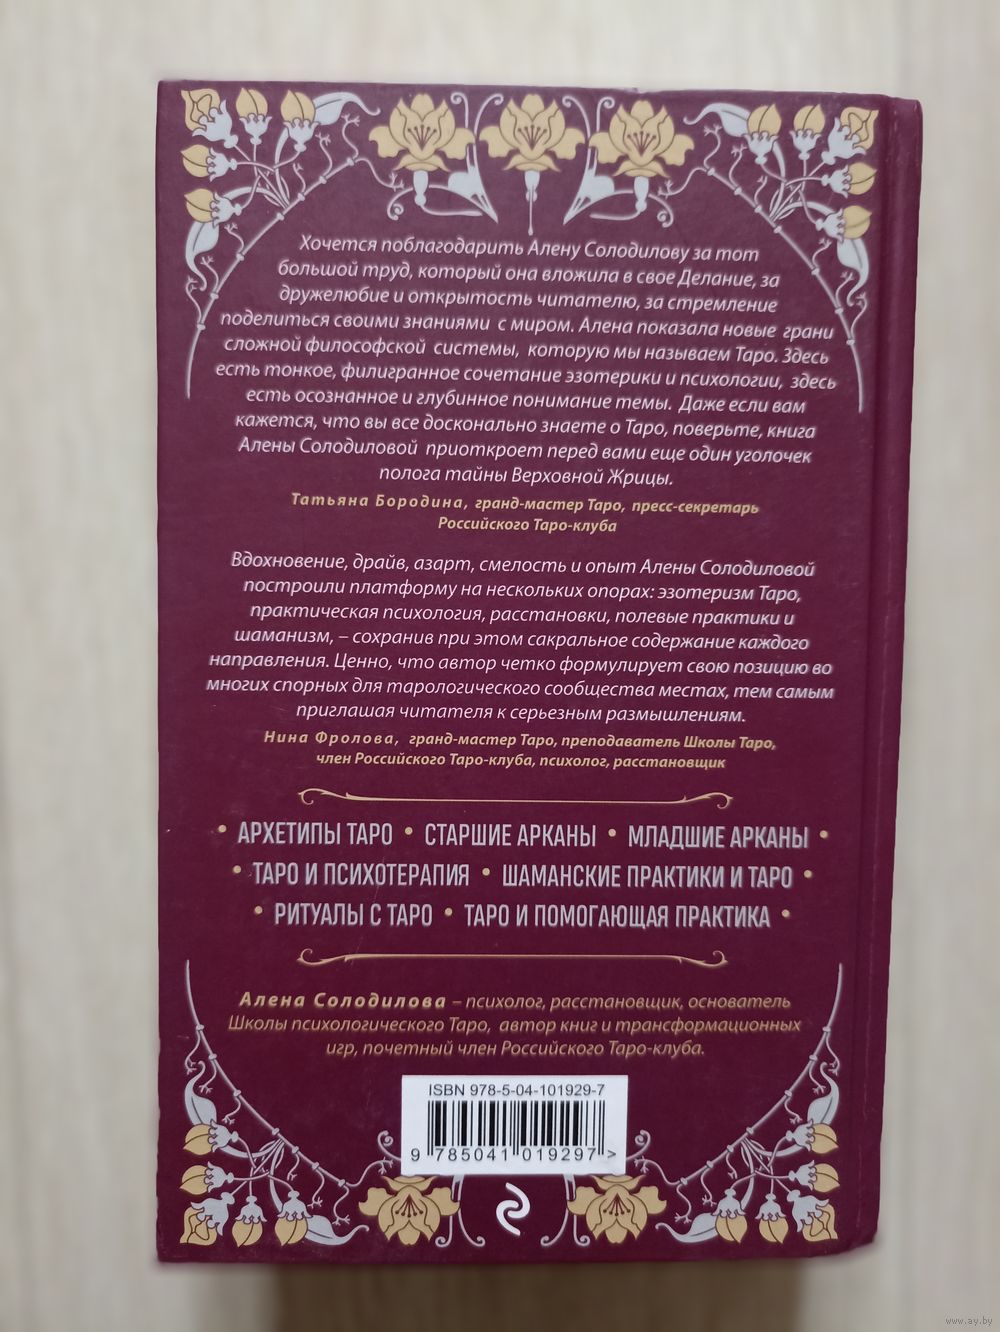 Хочется поблагодарить Алену Солодилову за тот
большой труд, который она вложила в свое Делание, за
дружелюбие и открытость читателю, за стремление
поделиться своими знаниями с миром. Алена показала новые грани
сложной философской системы, которую мы называем Таро. Здесь
есть тонкое, филигранное сочетание эзотерики и психологии, здесь
есть осознанное и глубинное понимание темы. Даже если вам
кажется, что вы все досконально знаете о Таро, поверьте, книга
Алены Солодиловой приоткроет перед вами еще один уголочек
полога тайны Верховной Жрицы.
Татьяна Бородина, гранд-мастер Таро, пресс-секретарь
Российского Таро-клуба
Вдохновение, драйв, азарт, смелость и опыт Алены Солодиловой
построили платформу на нескольких опорах: эзотеризм Таро,
практическая психология, расстановки, полевые практики и
шаманизм, – сохранив при этом сакральное содержание каждого
направления. Ценно, что автор четко формулирует свою позицию во
многих спорных для тарологического сообщества местах, тем самым
приглашая читателя к серьезным размышлениям.
Нина Фролова, гранд-мастер Таро, преподаватель Школы Таро,
член Российского Таро-клуба, психолог, расстановщик
• АРХЕТИПЫ ТАРО • СТАРШИЕ АРКАНЫ • МЛАДШИЕ АРКАНЫ •
• ТАРО И ПСИХОТЕРАПИЯ • ШАМАНСКИЕ ПРАКТИКИ И ТАРО •
• РИТУАЛЫ С ТАРО • ТАРО И ПОМОГАЮЩАЯ ПРАКТИКА •
Алена Солодилова – психолог, расстановщик, основатель
Школы психологического Таро, автор книг и трансформационных
игр, почетный член Российского Таро-клуба.
ISBN 978-5-04-101929-7
9 785041 019297 >
www.ay.by